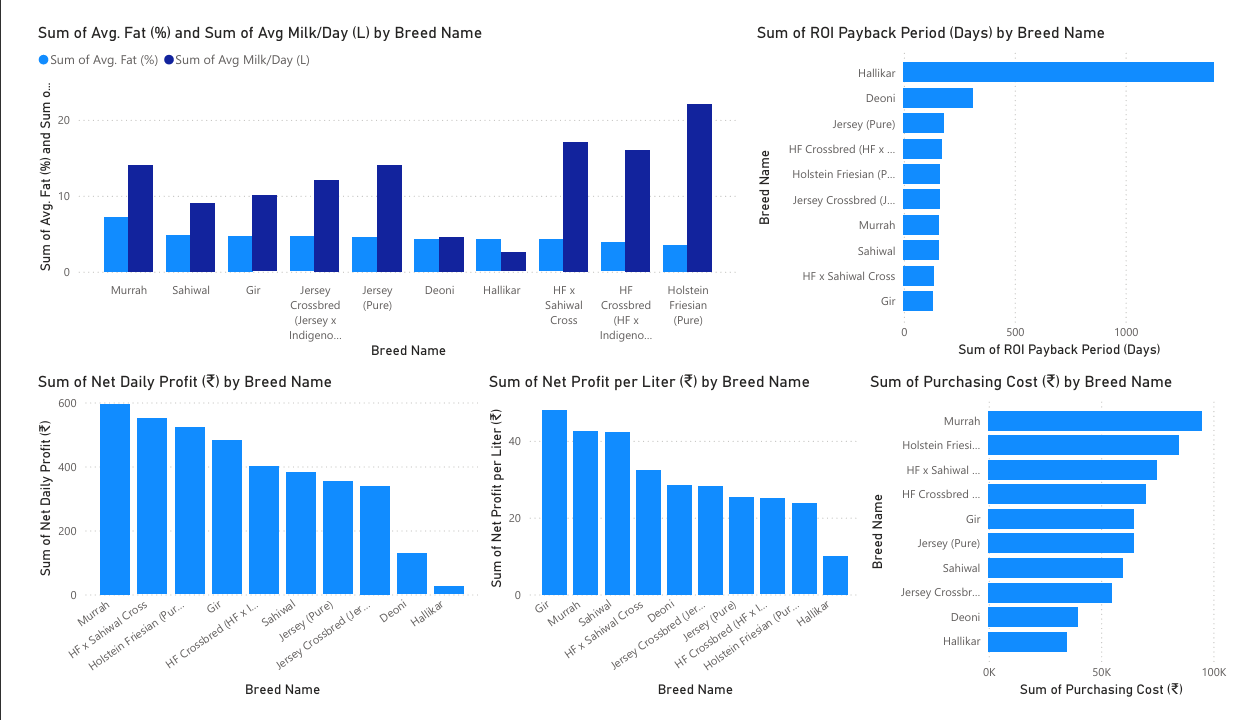 Sum of Avg. Fat (%) and Sum of Avg Milk/Day (L) by Breed Name
Sum of Avg. Fat (%) Sum of Avg Milk/Day (L)
Sum of Avg. Fat (%) and Sum o...
20
10
0
Murrah
Sahiwal
Gir
Jersey
Crossbred
(Jersey x
Indigeno...
Jersey
(Pure)
Deoni
Hallikar
HF x
Sahiwal
Cross
HF
Crossbred
(HF x
Indigeno...
Holstein
Friesian
(Pure)
Breed Name
Sum of ROI Payback Period (Days) by Breed Name
Breed Name
Hallikar
Deoni
Jersey (Pure)
HF Crossbred (HF x ...
Holstein Friesian (P...
Jersey Crossbred (J...
Murrah
Sahiwal
HF x Sahiwal Cross
Gir
0 500 1000
Sum of ROI Payback Period (Days)
Sum of Net Daily Profit (₹) by Breed Name
Sum of Net Daily Profit (₹)
600
400
200
0
Murrah
HF x Sahiwal Cross
Holstein Friesian (Pur...
Gir
HF Crossbred (HF x I...
Sahiwal
Jersey (Pure)
Jersey Crossbred (Jer...
Deoni
Hallikar
Breed Name
Sum of Net Profit per Liter (₹) by Breed Name
Sum of Net Profit per Liter (₹)
40
20
0
Gir
Murrah
Sahiwal
HF x Sahiwal Cross
Deoni
Jersey Crossbred (Jer...
Jersey (Pure)
HF Crossbred (HF x I...
Holstein Friesian (Pur...
Hallikar
Breed Name
Sum of Purchasing Cost (₹) by Breed Name
Breed Name
Murrah
Holstein Friesi...
HF x Sahiwal ...
HF Crossbred ...
Gir
Jersey (Pure)
Sahiwal
Jersey Crossbr...
Deoni
Hallikar
0K 50K 100K
Sum of Purchasing Cost (₹)